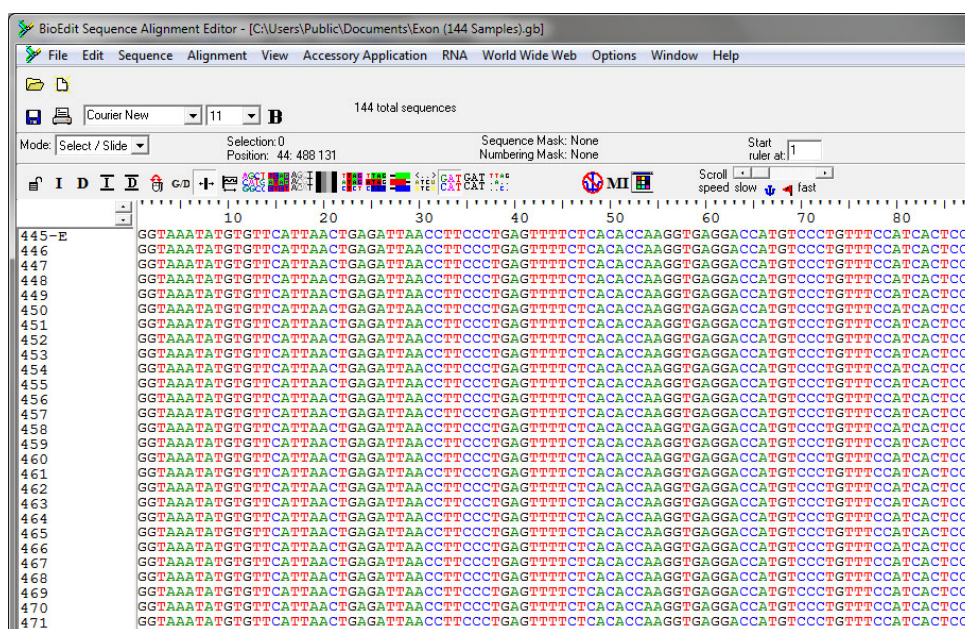 BioEdit Sequence Alignment Editor - [C:\Users\Public\Documents\Exon (144 Samples).gb]
File Edit Sequence Alignment View Accessory Application RNA World Wide Web Options Window Help
Courier New 11 B 144 total sequences
Mode: Select / Slide Selection: 0 Sequence Mask: None Start
Position: 44: 488 131 Numbering Mask: None ruler at: 1
I D I D G/D MI Scroll
speed slow fast
10 20 30 40 50 60 70 80
445-E GGTAAATATGTGTTCATTAACTGAGATTAACCTTCCCTGAGTTTTCTCACACCAAGGTGAGGACCATGTCCCTGTTTCCATCACTCC
446 GGTAAATATGTGTTCATTAACTGAGATTAACCTTCCCTGAGTTTTCTCACACCAAGGTGAGGACCATGTCCCTGTTTCCATCACTCC
447 GGTAAATATGTGTTCATTAACTGAGATTAACCTTCCCTGAGTTTTCTCACACCAAGGTGAGGACCATGTCCCTGTTTCCATCACTCC
448 GGTAAATATGTGTTCATTAACTGAGATTAACCTTCCCTGAGTTTTCTCACACCAAGGTGAGGACCATGTCCCTGTTTCCATCACTCC
449 GGTAAATATGTGTTCATTAACTGAGATTAACCTTCCCTGAGTTTTCTCACACCAAGGTGAGGACCATGTCCCTGTTTCCATCACTCC
450 GGTAAATATGTGTTCATTAACTGAGATTAACCTTCCCTGAGTTTTCTCACACCAAGGTGAGGACCATGTCCCTGTTTCCATCACTCC
451 GGTAAATATGTGTTCATTAACTGAGATTAACCTTCCCTGAGTTTTCTCACACCAAGGTGAGGACCATGTCCCTGTTTCCATCACTCC
452 GGTAAATATGTGTTCATTAACTGAGATTAACCTTCCCTGAGTTTTCTCACACCAAGGTGAGGACCATGTCCCTGTTTCCATCACTCC
453 GGTAAATATGTGTTCATTAACTGAGATTAACCTTCCCTGAGTTTTCTCACACCAAGGTGAGGACCATGTCCCTGTTTCCATCACTCC
454 GGTAAATATGTGTTCATTAACTGAGATTAACCTTCCCTGAGTTTTCTCACACCAAGGTGAGGACCATGTCCCTGTTTCCATCACTCC
455 GGTAAATATGTGTTCATTAACTGAGATTAACCTTCCCTGAGTTTTCTCACACCAAGGTGAGGACCATGTCCCTGTTTCCATCACTCC
456 GGTAAATATGTGTTCATTAACTGAGATTAACCTTCCCTGAGTTTTCTCACACCAAGGTGAGGACCATGTCCCTGTTTCCATCACTCC
457 GGTAAATATGTGTTCATTAACTGAGATTAACCTTCCCTGAGTTTTCTCACACCAAGGTGAGGACCATGTCCCTGTTTCCATCACTCC
458 GGTAAATATGTGTTCATTAACTGAGATTAACCTTCCCTGAGTTTTCTCACACCAAGGTGAGGACCATGTCCCTGTTTCCATCACTCC
459 GGTAAATATGTGTTCATTAACTGAGATTAACCTTCCCTGAGTTTTCTCACACCAAGGTGAGGACCATGTCCCTGTTTCCATCACTCC
460 GGTAAATATGTGTTCATTAACTGAGATTAACCTTCCCTGAGTTTTCTCACACCAAGGTGAGGACCATGTCCCTGTTTCCATCACTCC
461 GGTAAATATGTGTTCATTAACTGAGATTAACCTTCCCTGAGTTTTCTCACACCAAGGTGAGGACCATGTCCCTGTTTCCATCACTCC
462 GGTAAATATGTGTTCATTAACTGAGATTAACCTTCCCTGAGTTTTCTCACACCAAGGTGAGGACCATGTCCCTGTTTCCATCACTCC
463 GGTAAATATGTGTTCATTAACTGAGATTAACCTTCCCTGAGTTTTCTCACACCAAGGTGAGGACCATGTCCCTGTTTCCATCACTCC
464 GGTAAATATGTGTTCATTAACTGAGATTAACCTTCCCTGAGTTTTCTCACACCAAGGTGAGGACCATGTCCCTGTTTCCATCACTCC
465 GGTAAATATGTGTTCATTAACTGAGATTAACCTTCCCTGAGTTTTCTCACACCAAGGTGAGGACCATGTCCCTGTTTCCATCACTCC
466 GGTAAATATGTGTTCATTAACTGAGATTAACCTTCCCTGAGTTTTCTCACACCAAGGTGAGGACCATGTCCCTGTTTCCATCACTCC
467 GGTAAATATGTGTTCATTAACTGAGATTAACCTTCCCTGAGTTTTCTCACACCAAGGTGAGGACCATGTCCCTGTTTCCATCACTCC
468 GGTAAATATGTGTTCATTAACTGAGATTAACCTTCCCTGAGTTTTCTCACACCAAGGTGAGGACCATGTCCCTGTTTCCATCACTCC
469 GGTAAATATGTGTTCATTAACTGAGATTAACCTTCCCTGAGTTTTCTCACACCAAGGTGAGGACCATGTCCCTGTTTCCATCACTCC
470 GGTAAATATGTGTTCATTAACTGAGATTAACCTTCCCTGAGTTTTCTCACACCAAGGTGAGGACCATGTCCCTGTTTCCATCACTCC
471 GGTAAATATGTGTTCATTAACTGAGATTAACCTTCCCTGAGTTTTCTCACACCAAGGTGAGGACCATGTCCCTGTTTCCATCACTCC